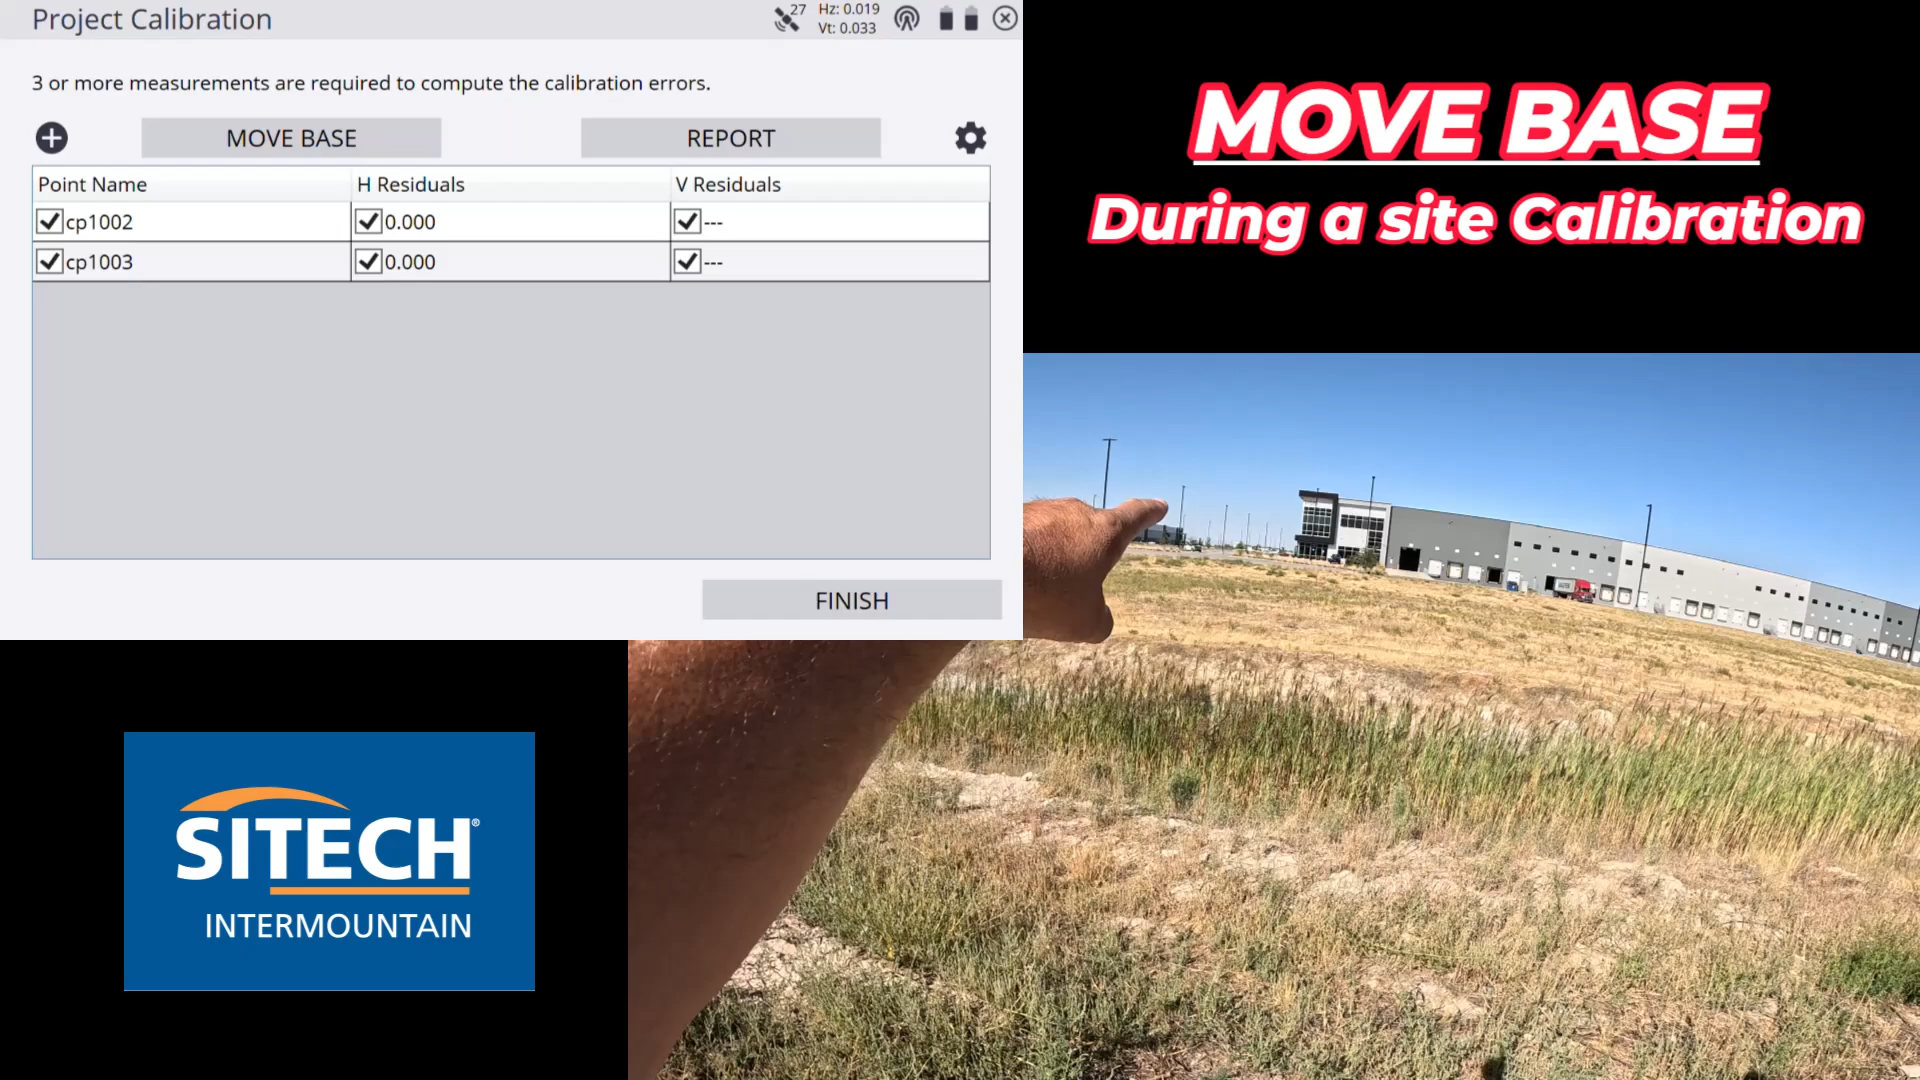 Project Calibration
27
Hz: 0.019
Vt: 0.033
3 or more measurements are required to compute the calibration errors.
MOVE BASE
REPORT
Point Name
H Residuals
V Residuals
cp1002
0.000
---
cp1003
0.000
---
FINISH
MOVE BASE
During a site Calibration
SITECH®
INTERMOUNTAIN